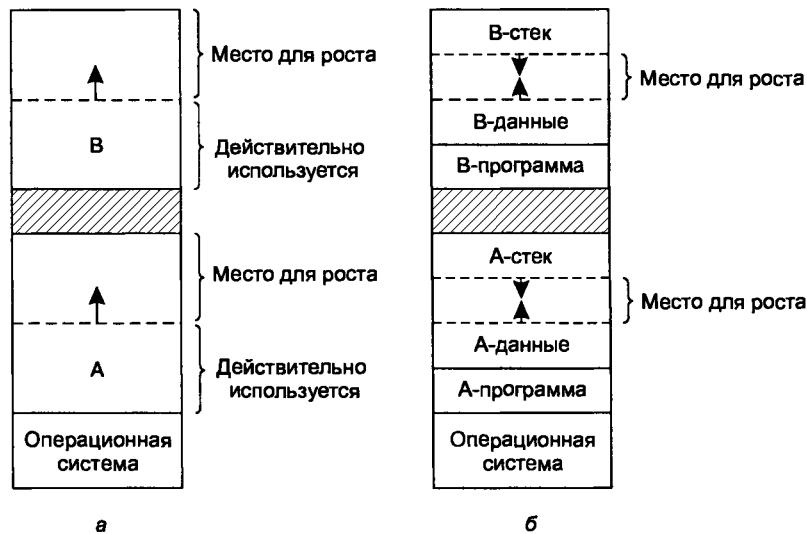 Место для роста
В
Действительно
используется
Место для роста
А
Действительно
используется
Операционная
система
а
В-стек
Место для роста
В-данные
В-программа
А-стек
Место для роста
А-данные
А-программа
Операционная
система
б